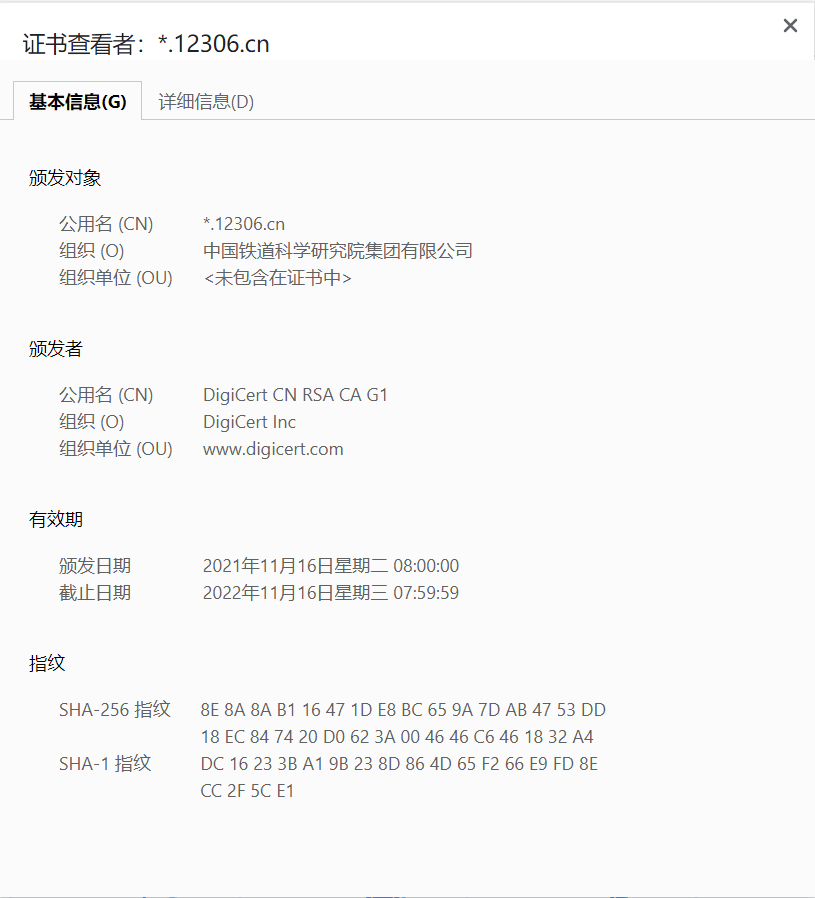 证书查看者：*.12306.cn
基本信息(G) 详细信息(D)
颁发对象
公用名 (CN) *.12306.cn
组织 (O) 中国铁道科学研究院集团有限公司
组织单位 (OU) <未包含在证书中>
颁发者
公用名 (CN) DigiCert CN RSA CA G1
组织 (O) DigiCert Inc
组织单位 (OU) www.digicert.com
有效期
颁发日期 2021年11月16日星期二 08:00:00
截止日期 2022年11月16日星期三 07:59:59
指纹
SHA-256 指纹 8E 8A 8A B1 16 47 1D E8 BC 65 9A 7D AB 47 53 DD
18 EC 84 74 20 D0 62 3A 00 46 46 C6 46 18 32 A4
SHA-1 指纹 DC 16 23 3B A1 9B 23 8D 86 4D 65 F2 66 E9 FD 8E
CC 2F 5C E1